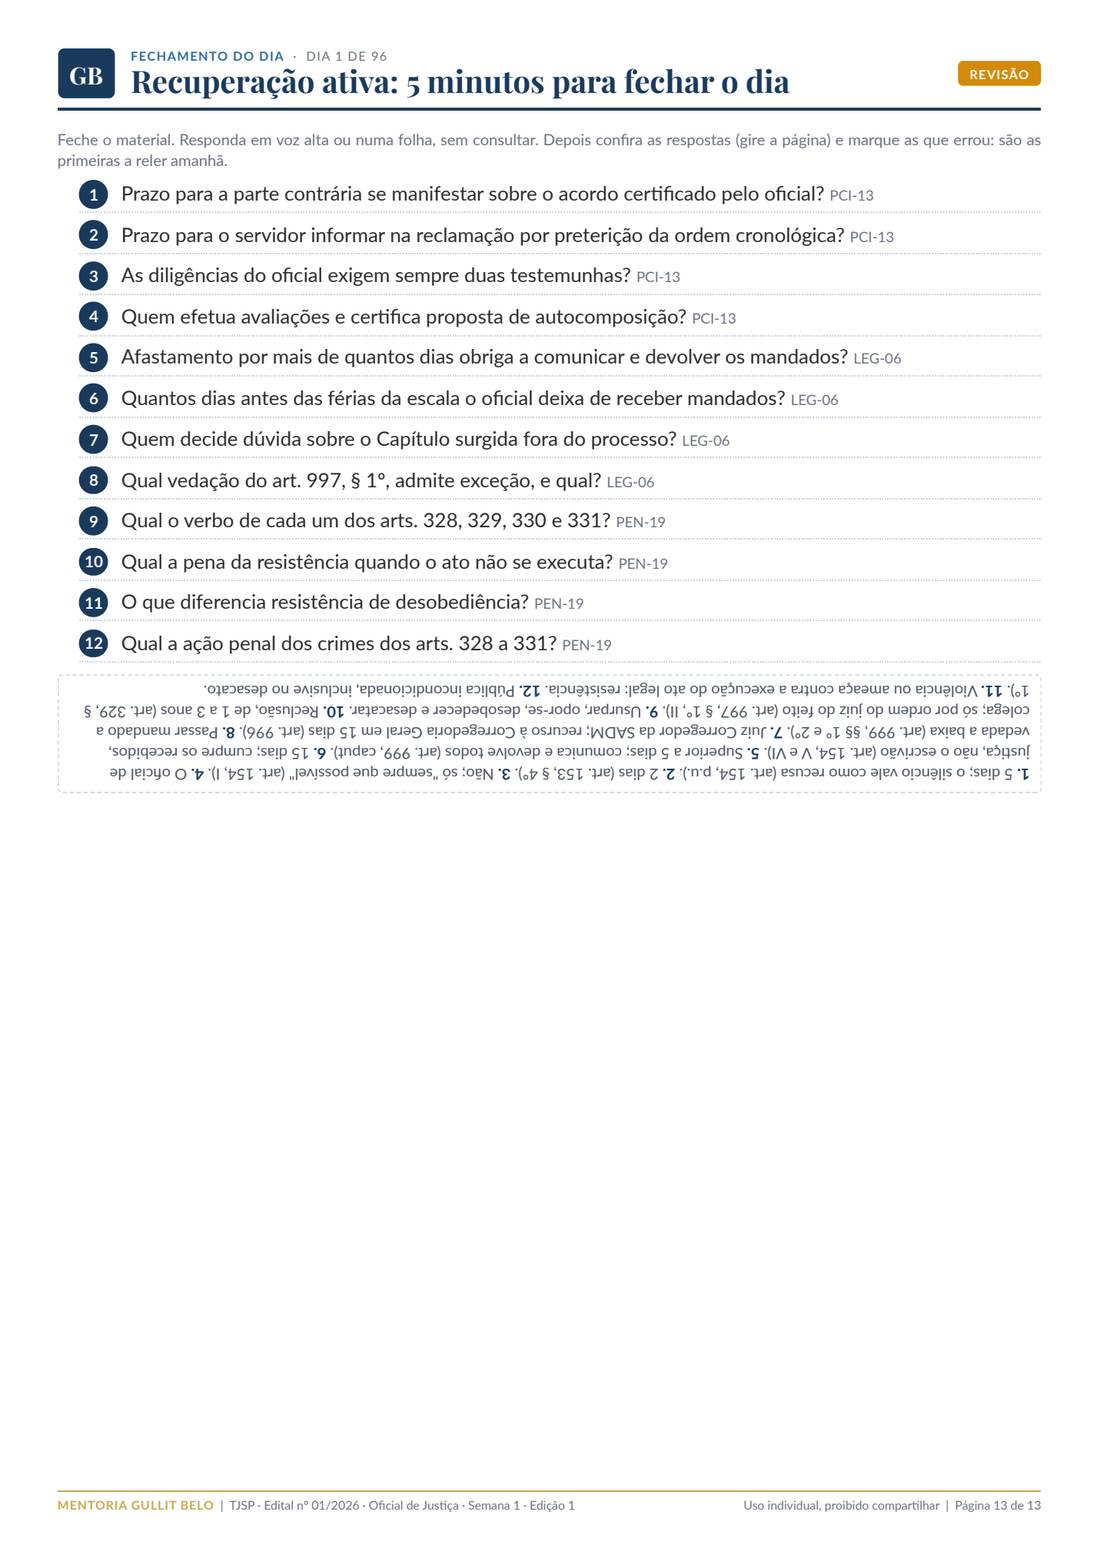 GB
FECHAMENTO DO DIA · DIA 1 DE 96
Recuperação ativa: 5 minutos para fechar o dia
REVISÃO
Feche o material. Responda em voz alta ou numa folha, sem consultar. Depois confira as respostas (gire a página) e marque as que errou: são as
primeiras a reler amanhã.
1 Prazo para a parte contrária se manifestar sobre o acordo certificado pelo oficial? PCI-13
2 Prazo para o servidor informar na reclamação por preterição da ordem cronológica? PCI-13
3 As diligências do oficial exigem sempre duas testemunhas? PCI-13
4 Quem efetua avaliações e certifica proposta de autocomposição? PCI-13
5 Afastamento por mais de quantos dias obriga a comunicar e devolver os mandados? LEG-06
6 Quantos dias antes das férias da escala o oficial deixa de receber mandados? LEG-06
7 Quem decide dúvida sobre o Capítulo surgida fora do processo? LEG-06
8 Qual vedação do art. 997, § 1º, admite exceção, e qual? LEG-06
9 Qual o verbo de cada um dos arts. 328, 329, 330 e 331? PEN-19
10 Qual a pena da resistência quando o ato não se executa? PEN-19
11 O que diferencia resistência de desobediência? PEN-19
12 Qual a ação penal dos crimes dos arts. 328 a 331? PEN-19
1. 5 dias; o silêncio vale como recusa (art. 154, p.u.). 2. 2 dias (art. 153, § 4º). 3. Não; só "sempre que possível" (art. 154, I). 4. O oficial de
justiça, não o escrivão (art. 154, V e VI). 5. Superior a 5 dias; comunica e devolve todos (art. 999, caput). 6. 15 dias; cumpre os recebidos,
vedada a baixa (art. 999, §§ 1º e 2º). 7. Juiz Corregedor da SADM; recurso à Corregedoria Geral em 15 dias (art. 996). 8. Passar mandado a
colega; só por ordem do juiz do feito (art. 997, § 1º, II). 9. Usurpar, opor-se, desobedecer e desacatar. 10. Reclusão, de 1 a 3 anos (art. 329, §
1º). 11. Violência ou ameaça contra a execução do ato legal: resistência. 12. Pública incondicionada, inclusive no desacato.
MENTORIA GULLIT BELO | TJSP · Edital nº 01/2026 · Oficial de Justiça · Semana 1 · Edição 1
Uso individual, proibido compartilhar | Página 13 de 13